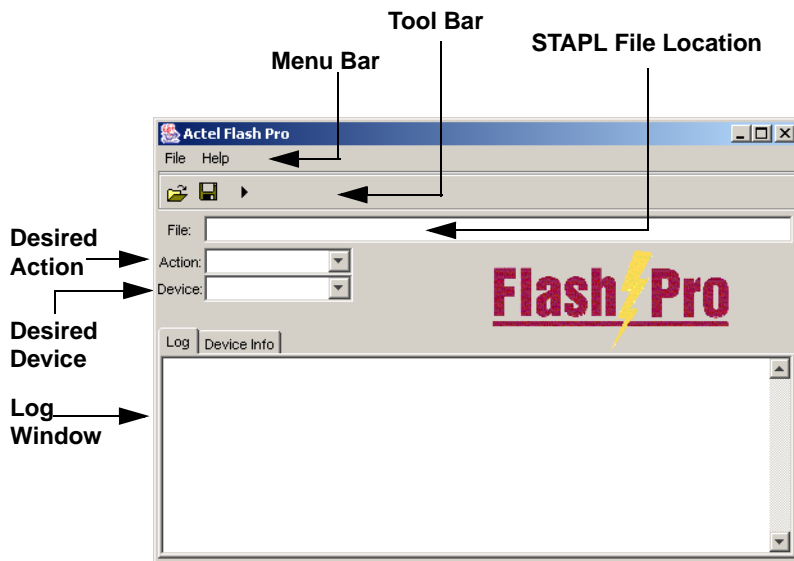 Tool Bar
STAPL File Location
Menu Bar
Actel Flash Pro
File Help
File:
Desired
Action
Action:
Device:
Flash Pro
Desired
Device
Log Device Info
Log
Window